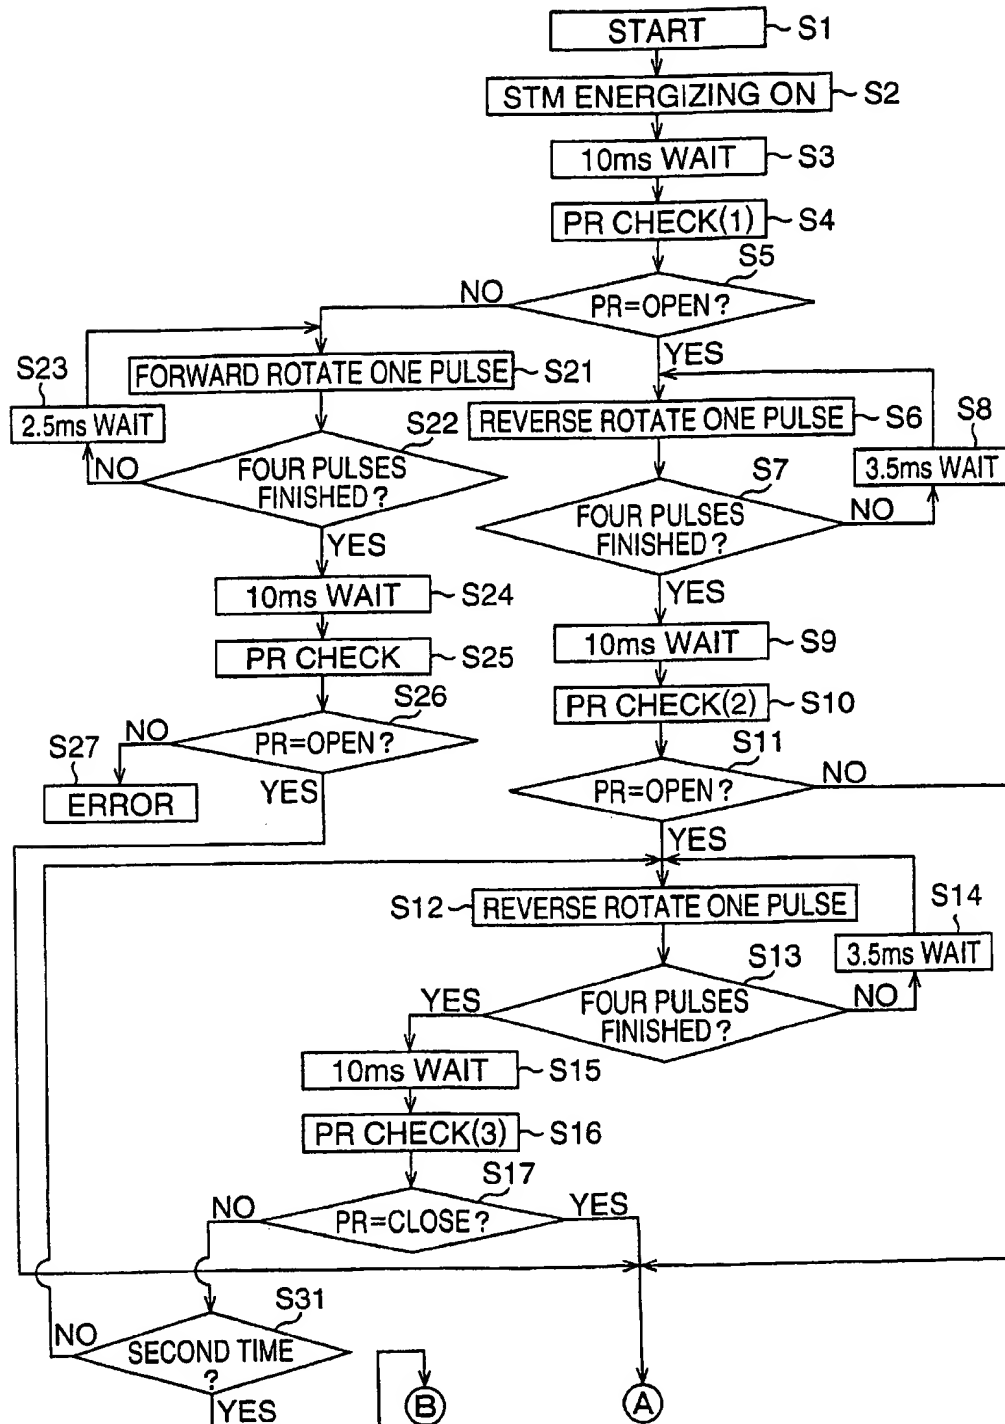 START S1
STM ENERGIZING ON S2
10ms WAIT S3
PR CHECK(1) S4
S5
NO
PR=OPEN?
YES
S23
FORWARD ROTATE ONE PULSE S21
2.5ms WAIT
S22
NO
FOUR PULSES
FINISHED?
YES
REVERSE ROTATE ONE PULSE S6
S8
3.5ms WAIT
S7
FOUR PULSES
FINISHED?
NO
YES
10ms WAIT S24
PR CHECK S25
S26
NO
PR=OPEN?
S27
ERROR
YES
10ms WAIT S9
PR CHECK(2) S10
S11
PR=OPEN?
NO
YES
S12 REVERSE ROTATE ONE PULSE
S14
3.5ms WAIT
S13
YES
FOUR PULSES
FINISHED?
NO
10ms WAIT S15
PR CHECK(3) S16
S17
NO
PR=CLOSE?
YES
S31
NO
SECOND TIME
?
YES
B
A